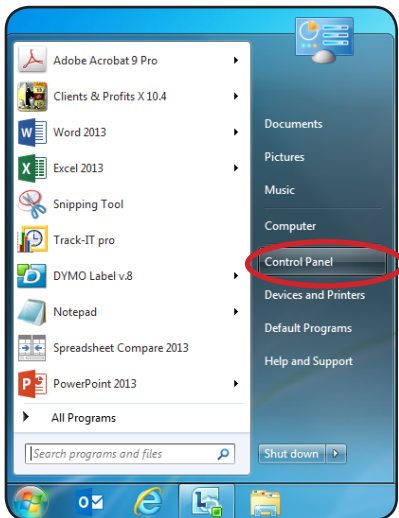 Adobe Acrobat 9 Pro
Clients & Profits X 10.4
Word 2013
Excel 2013
Snipping Tool
Track-IT pro
DYMO Label v.8
Notepad
Spreadsheet Compare 2013
PowerPoint 2013
All Programs
Search programs and files
Documents
Pictures
Music
Computer
Control Panel
Devices and Printers
Default Programs
Help and Support
Shut down